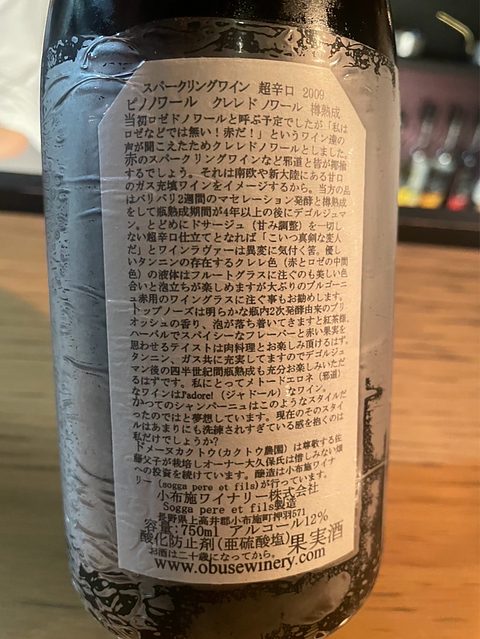 スパークリングワイン 超辛口 2009
ピノノワール クレレドノワール 樽熟成
当初ロゼドノワールと呼ぶ予定でしたが「私は
ロゼなどでは無い！赤だ！」というワイン達の
声が聞こえたためクレレドノワールとしました。
赤のスパークリングワインなど邪道と皆が揶揄
するでしょう。それは南欧や新大陸にある甘口
のガス充填ワインをイメージするから。当方の品
はバリバリ2週間のマセレーション発酵と樽熟成
をして瓶熟成期間が4年以上の後にデゴルジュマ
ン。とどめにドサージュ（甘み調整）を一切し
ない超辛口仕立てとなれば「こいつ真剣な変人
だ」とワインラヴァーは異変に気付く筈。優し
いタンニンの存在するクレレ色（赤とロゼの中間
色）の液体はフルートグラスに注ぐのも美しい色
合いと泡立ちが楽しめますが大ぶりのブルゴーニ
ュ赤用のワイングラスに注ぐ事もお勧めします。
トップノーズは明らかな瓶内2次発酵由来のブリ
オッシュの香り、泡が落ち着いてきますと紅茶様、
ハーバルでスパイシーなフレーバーと赤い果実を
思わせるテイストは肉料理とお楽しみ頂けるはず。
タンニン、ガス共に充実してますのでデゴルジュ
マン後の四半世紀間瓶熟成も充分お楽しみいただ
けるはずです。私にとってメトードエロネ（邪道）
なワインはJ'adore!（ジャドール）なワイン。
かつてのシャンパーニュはこのようなスタイルだ
ったのではと夢想しています。現在のそのスタイ
ルはあまりにも洗練されすぎている感を抱くのは
私だけでしょうか？
ドメーヌカクトウ（カクトウ農園）は尊敬する佐
藤父子が栽培しオーナー大久保氏は惜しみない畑
への投資を続けています。醸造は小布施ワイナ
リー（sogga pere et fils）が行っています。
小布施ワイナリー株式会社
Sogga pere et fils製造
長野県上高井郡小布施町押羽571
容量:750ml アルコール12%
酸化防止剤(亜硫酸塩)果実酒
お酒は二十歳になってから。
www.obusewinery.com